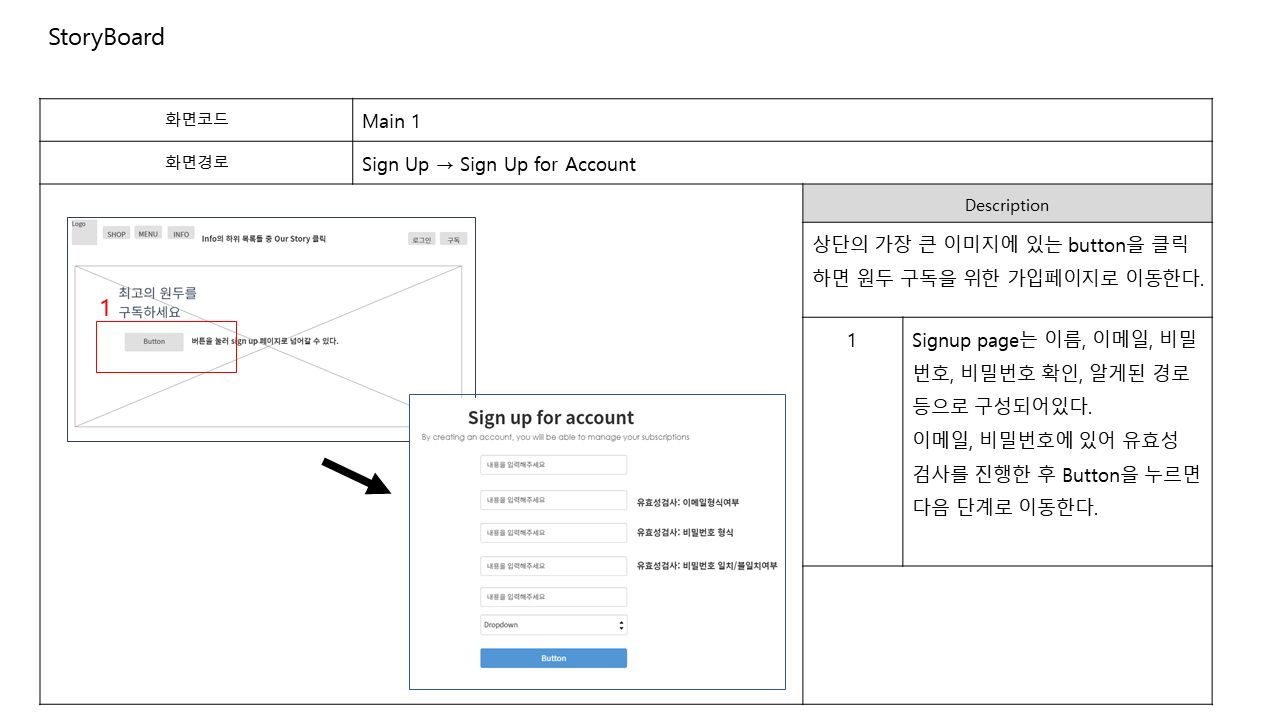 StoryBoard
화면코드
Main 1
화면경로
Sign Up → Sign Up for Account
Logo
SHOP
MENU
INFO
Info의 하위 목록들 중 Our Story 클릭
로그인
구독
최고의 원두를
구독하세요
1
Button
버튼을 눌러 sign up 페이지로 넘어갈 수 있다.
Sign up for account
By creating an account, you will be able to manage your subscriptions
내용을 입력해주세요
내용을 입력해주세요
유효성검사: 이메일형식여부
내용을 입력해주세요
유효성검사: 비밀번호 형식
내용을 입력해주세요
유효성검사: 비밀번호 일치/불일치여부
내용을 입력해주세요
Dropdown
Button
Description
상단의 가장 큰 이미지에 있는 button을 클릭
하면 원두 구독을 위한 가입페이지로 이동한다.
1
Signup page는 이름, 이메일, 비밀
번호, 비밀번호 확인, 알게된 경로
등으로 구성되어있다.
이메일, 비밀번호에 있어 유효성
검사를 진행한 후 Button을 누르면
다음 단계로 이동한다.